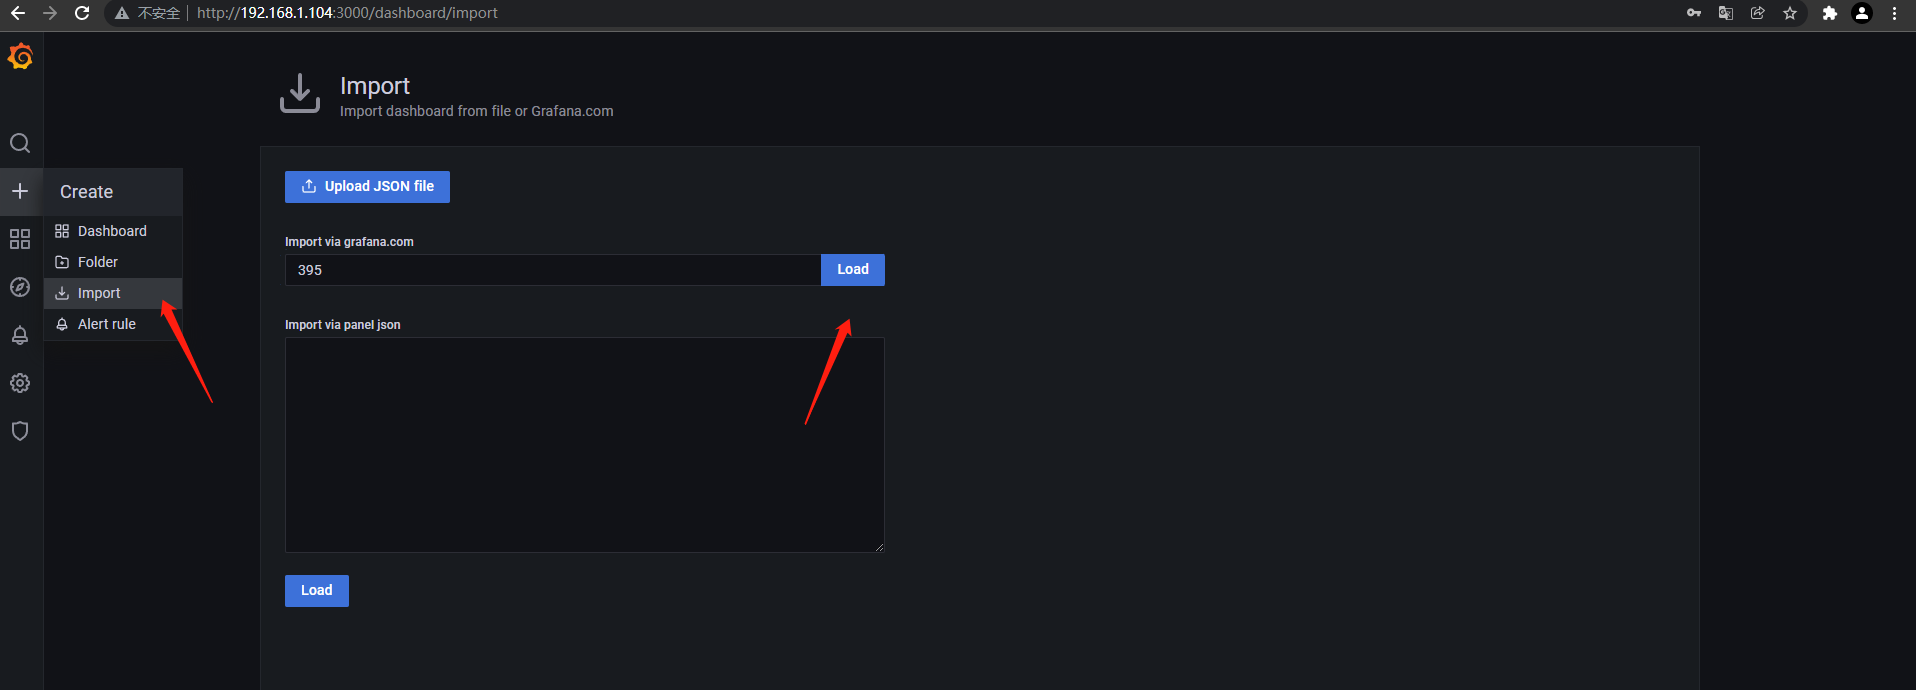 不安全 http://192.168.1.104:3000/dashboard/import
Import
Import dashboard from file or Grafana.com
Create
Dashboard
Folder
Import
Alert rule
Upload JSON file
Import via grafana.com
395 Load
Import via panel json
Load